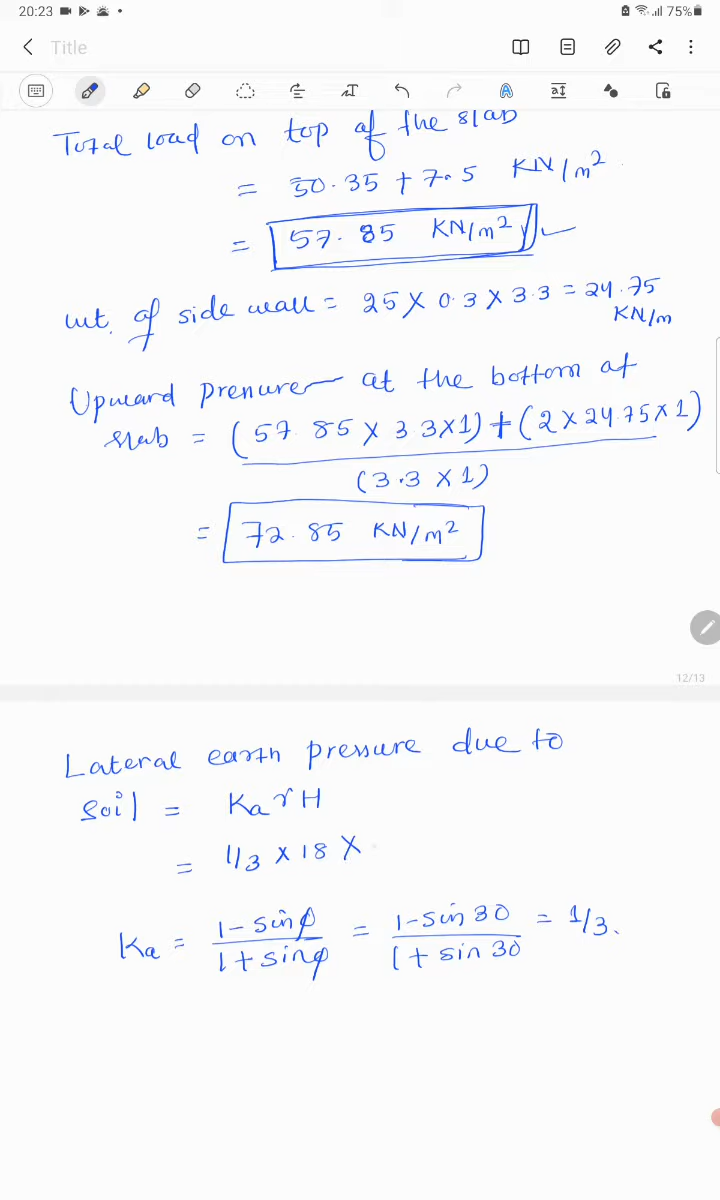 20:23
75%
Title
Total load on top of the slab
= 50.35 + 7.5 KN/m²
= 57.85 KN/m²
wt. of side wall = 25 X 0.3 X 3.3 = 24.75
KN/m
Upward prenure at the bottom of
slab = (57.85 X 3.3X1) + (2 X 24.75 X 1)
(3.3 X 1)
= 72.85 KN/m²
12/13
Lateral earth pressure due to
Soil = Ka γ H
= 1/3 X 18 X
Ka = 1-sinφ / 1+sinφ = 1-sin 30 / 1+ sin 30 = 1/3.